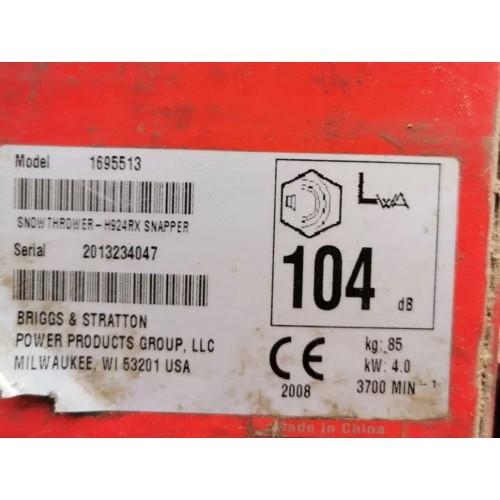 Model 1695513
SNOWTHROWER – H924RX SNAPPER
Serial 2013234047
BRIGGS & STRATTON
POWER PRODUCTS GROUP, LLC
MILWAUKEE, WI 53201 USA
LWA
104 dB
CE
2008
kg: 85
kW: 4.0
3700 MIN -1
Made in China